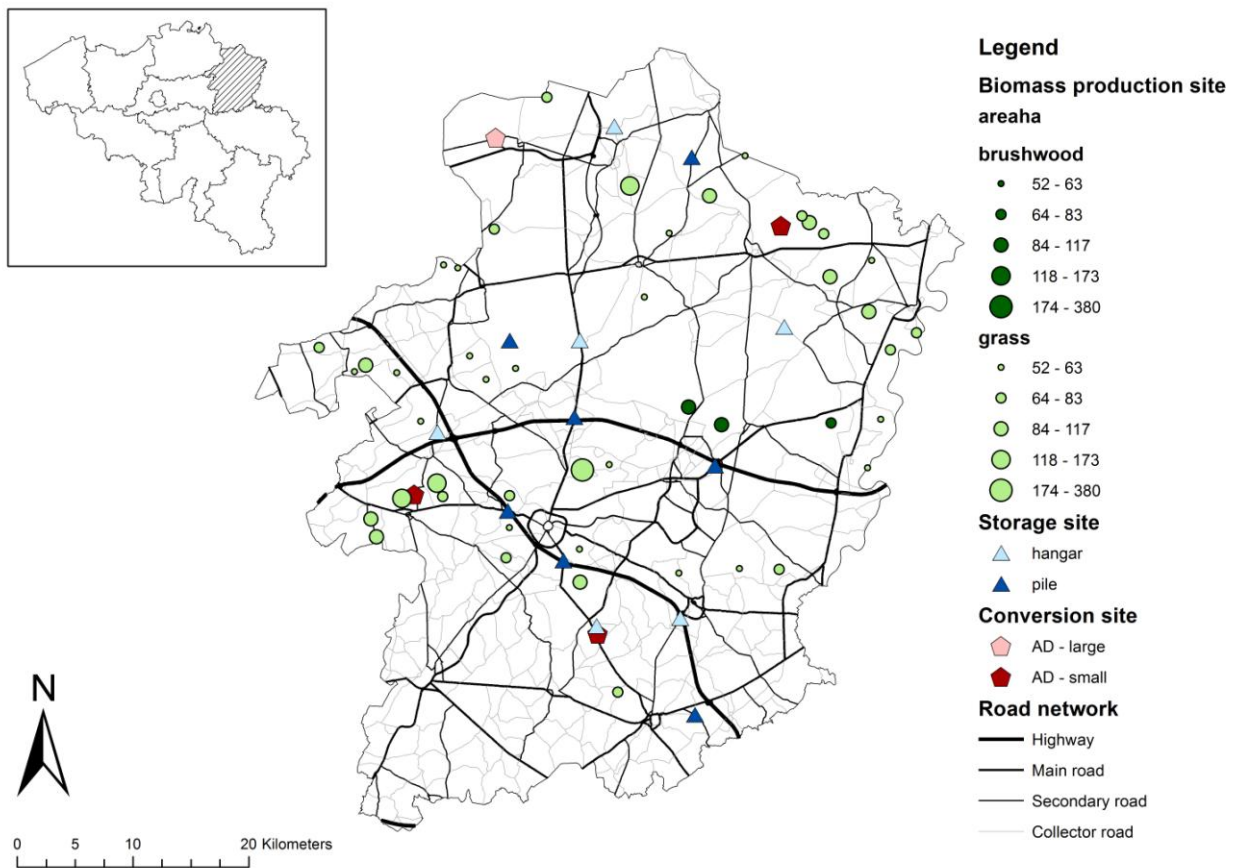 Legend
Biomass production site
areaha
brushwood
52 - 63
64 - 83
84 - 117
118 - 173
174 - 380
grass
52 - 63
64 - 83
84 - 117
118 - 173
174 - 380
Storage site
hangar
pile
Conversion site
AD - large
AD - small
Road network
Highway
Main road
Secondary road
Collector road
N
0 5 10 20 Kilometers